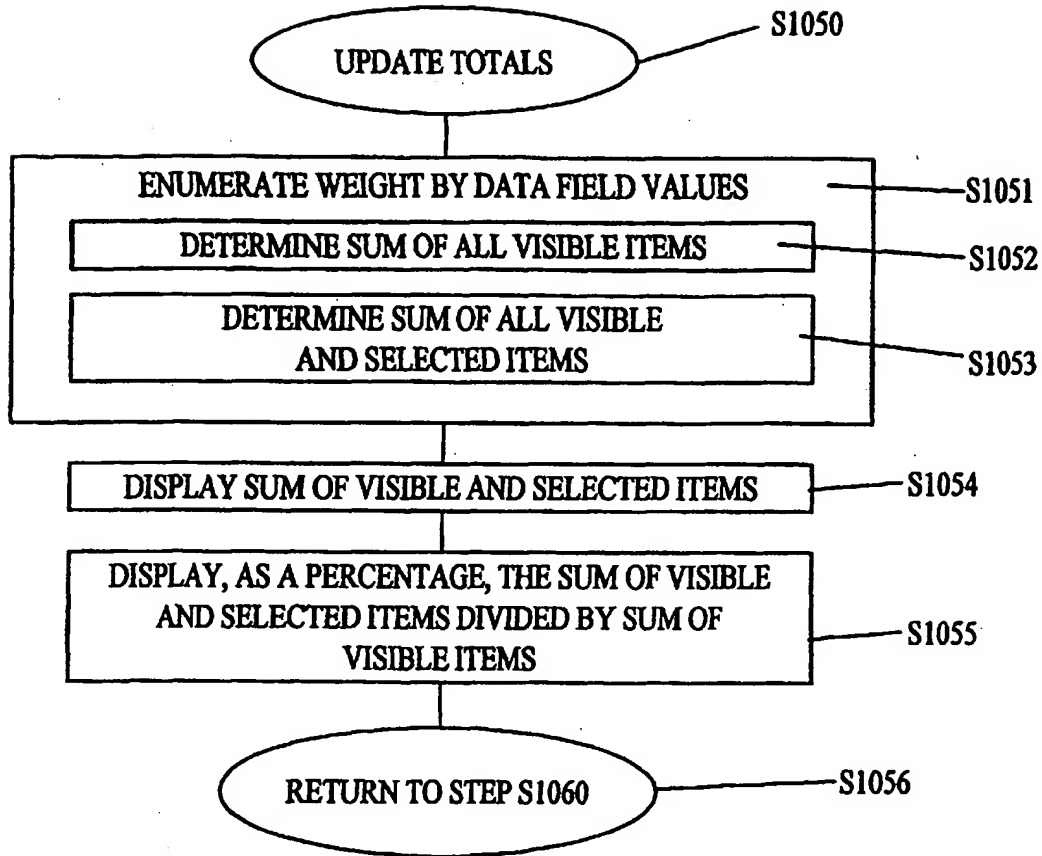 S1050
UPDATE TOTALS
ENUMERATE WEIGHT BY DATA FIELD VALUES
S1051
DETERMINE SUM OF ALL VISIBLE ITEMS
S1052
DETERMINE SUM OF ALL VISIBLE
AND SELECTED ITEMS
S1053
DISPLAY SUM OF VISIBLE AND SELECTED ITEMS
S1054
DISPLAY, AS A PERCENTAGE, THE SUM OF VISIBLE
AND SELECTED ITEMS DIVIDED BY SUM OF
VISIBLE ITEMS
S1055
RETURN TO STEP S1060
S1056